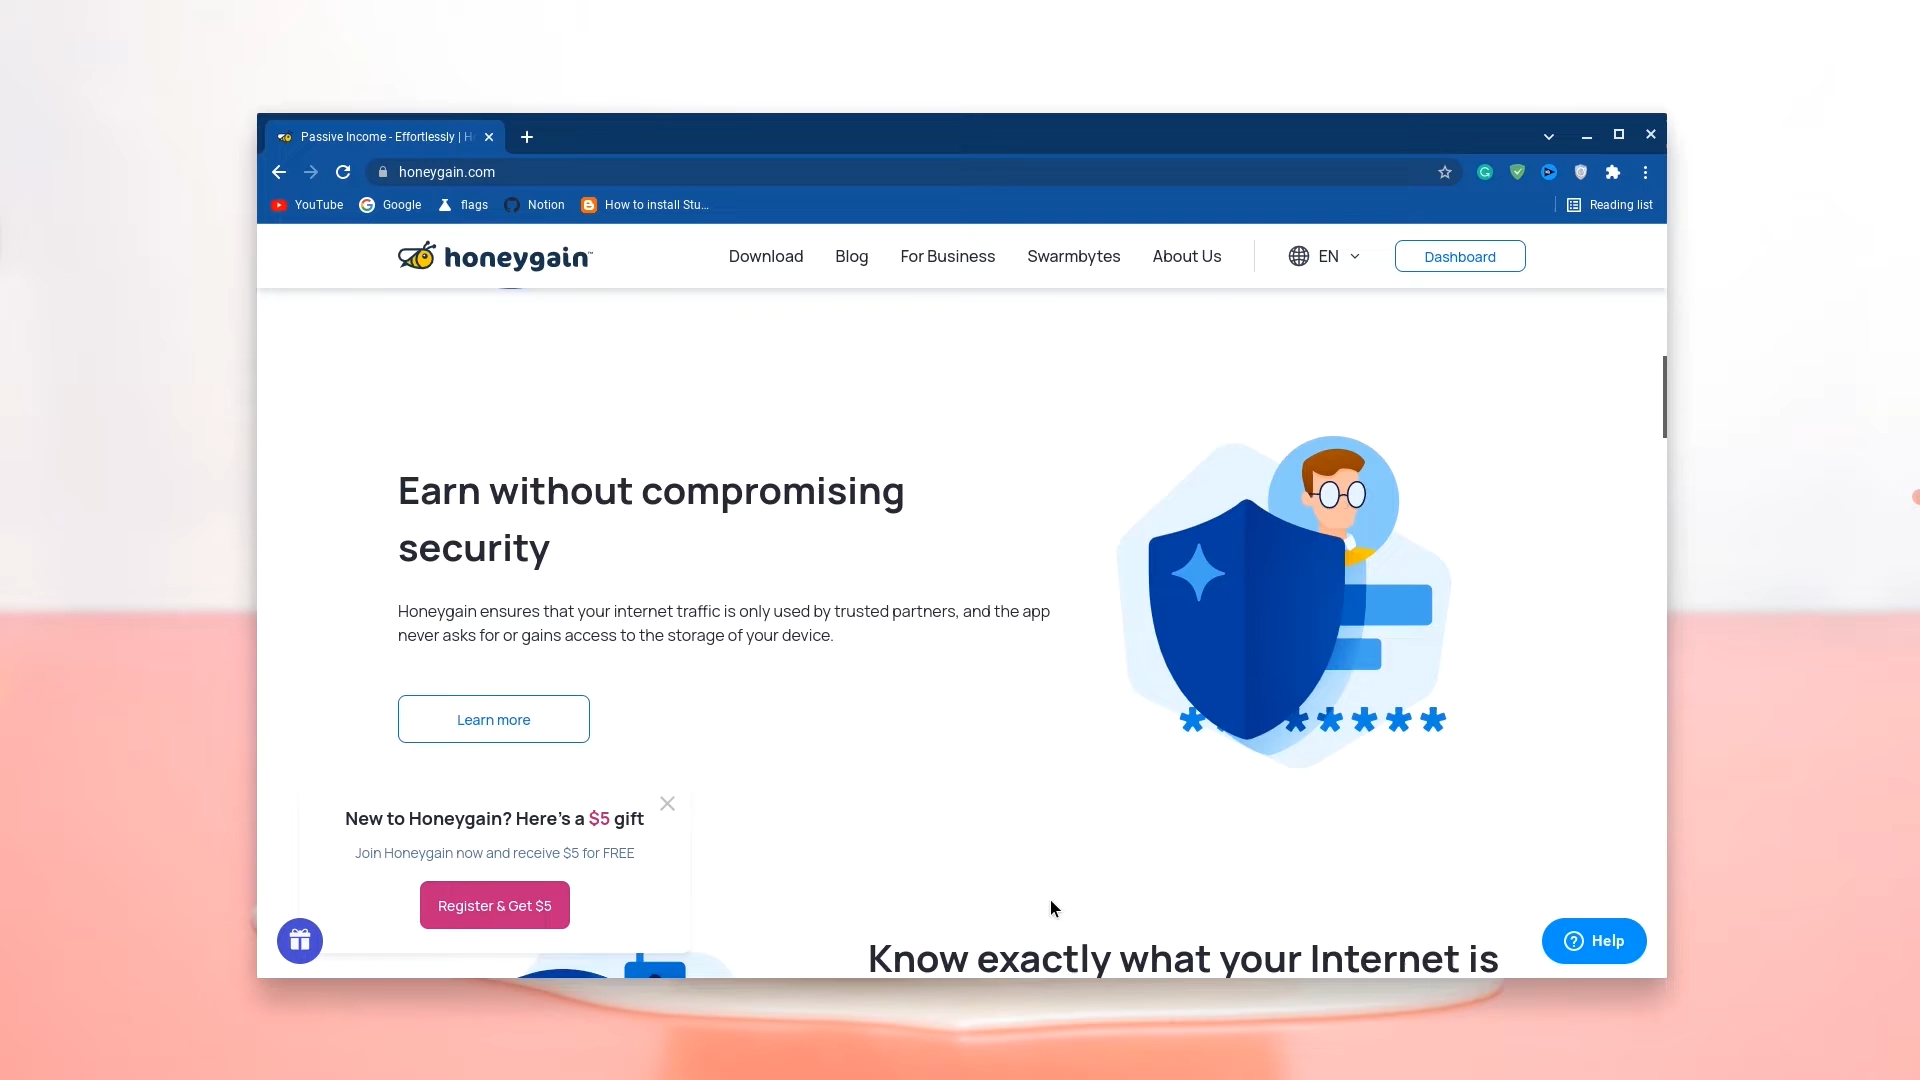 Passive Income - Effortlessly | H
honeygain.com
YouTube
Google
flags
Notion
How to install Stu...
Reading list
honeygain™
Download
Blog
For Business
Swarmbytes
About Us
EN
Dashboard
Earn without compromising
security
Honeygain ensures that your internet traffic is only used by trusted partners, and the app
never asks for or gains access to the storage of your device.
Learn more
New to Honeygain? Here's a $5 gift
Join Honeygain now and receive $5 for FREE
Register & Get $5
Help
Know exactly what your Internet is